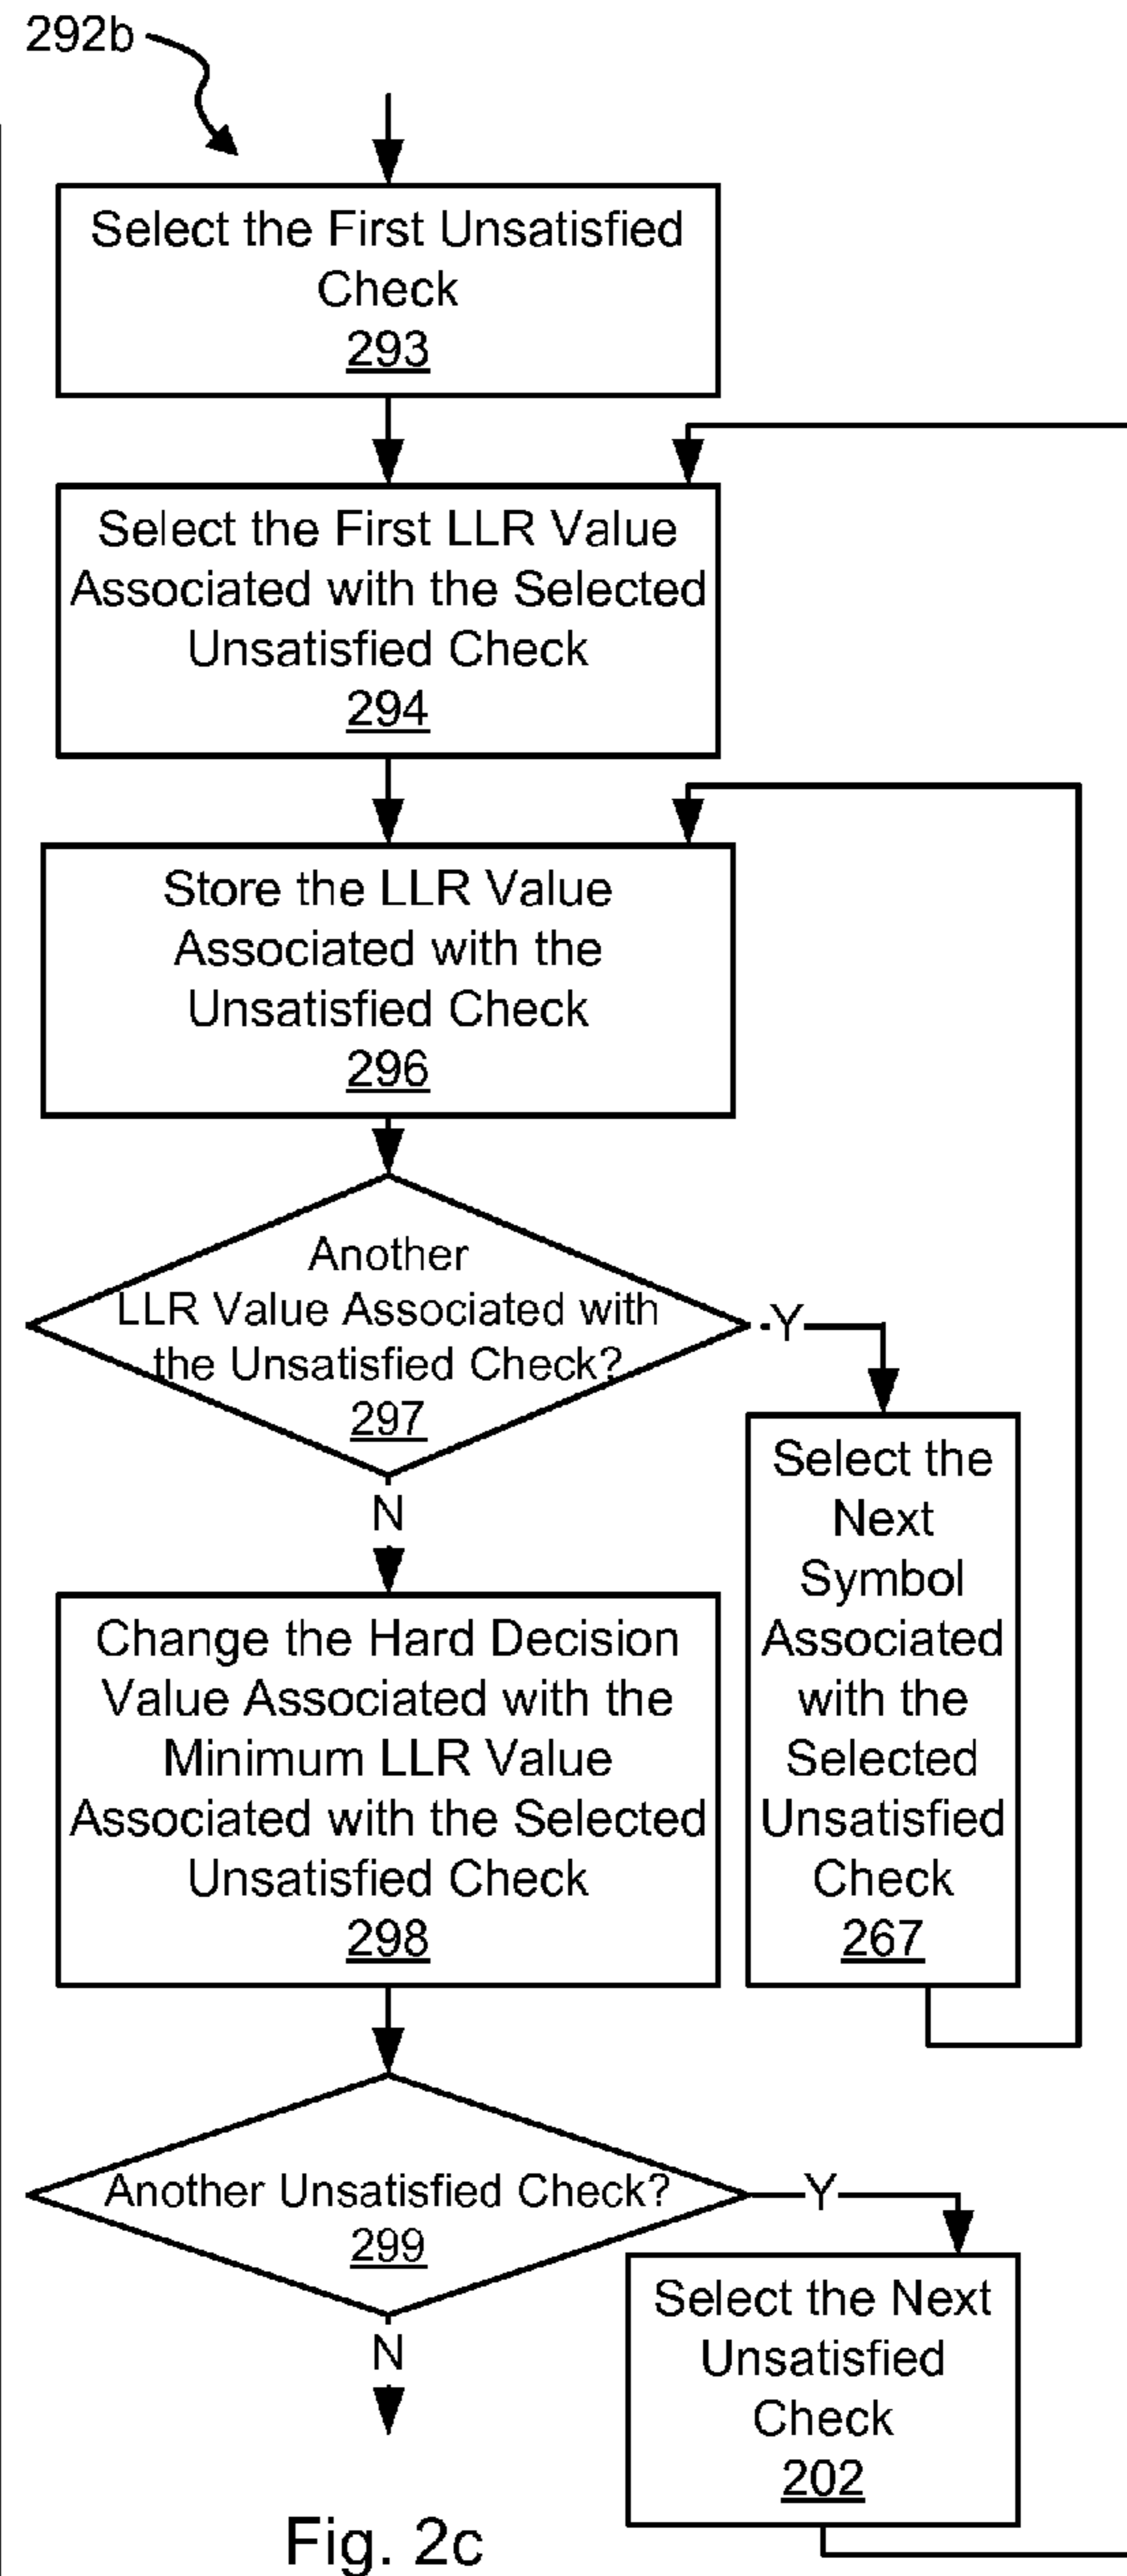 292b
Select the First Unsatisfied
Check
293
Select the First LLR Value
Associated with the Selected
Unsatisfied Check
294
Store the LLR Value
Associated with the
Unsatisfied Check
296
Another
LLR Value Associated with
the Unsatisfied Check?
297
Y
N
Select the
Next
Symbol
Associated
with the
Selected
Unsatisfied
Check
267
Change the Hard Decision
Value Associated with the
Minimum LLR Value
Associated with the Selected
Unsatisfied Check
298
Another Unsatisfied Check?
299
Y
N
Select the Next
Unsatisfied
Check
202
Fig. 2c